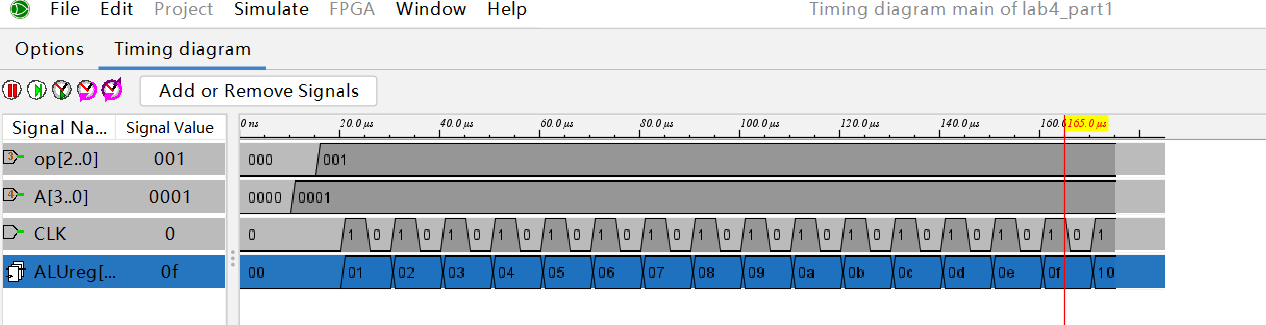 File Edit Project Simulate FPGA Window Help Timing diagram main of lab4_part1
Options Timing diagram
Add or Remove Signals
Signal Na... Signal Value 0 ns 20.0 µs 40.0 µs 60.0 µs 80.0 µs 100.0 µs 120.0 µs 140.0 µs 160.0 165.0 µs
3 op[2..0] 001 000 001
4 A[3..0] 0001 0000 0001
CLK 0 0 1 0 1 0 1 0 1 0 1 0 1 0 1 0 1 0 1 0 1 0 1 0 1 0 1 0 1 0 1 0 1
ALUreg[... 0f 00 01 02 03 04 05 06 07 08 09 0a 0b 0c 0d 0e 0f 10